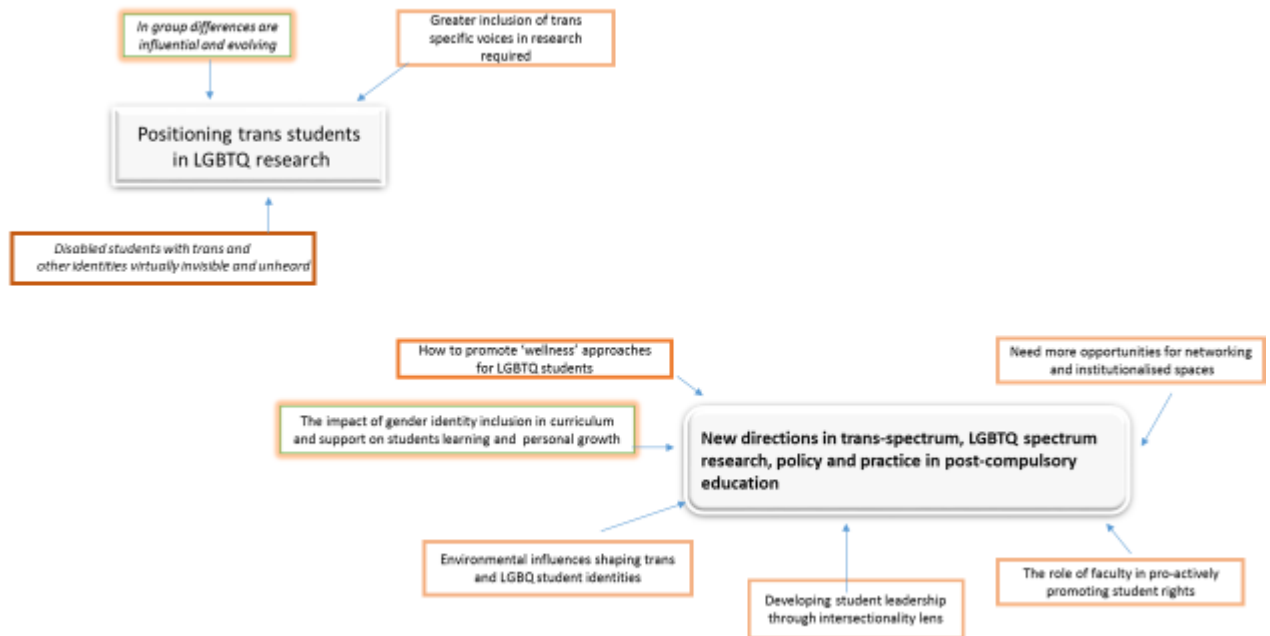 In group differences are
influential and evolving
Greater inclusion of trans
specific voices in research
required
Positioning trans students
in LGBTQ research
Disabled students with trans and
other identities virtually invisible and unheard
How to promote 'wellness' approaches
for LGBTQ students
Need more opportunities for networking
and institutionalised spaces
The impact of gender identity inclusion in curriculum
and support on students learning and personal growth
New directions in trans-spectrum, LGBTQ spectrum
research, policy and practice in post-compulsory
education
Environmental influences shaping trans
and LGBQ student identities
Developing student leadership
through intersectionality lens
The role of faculty in pro-actively
promoting student rights